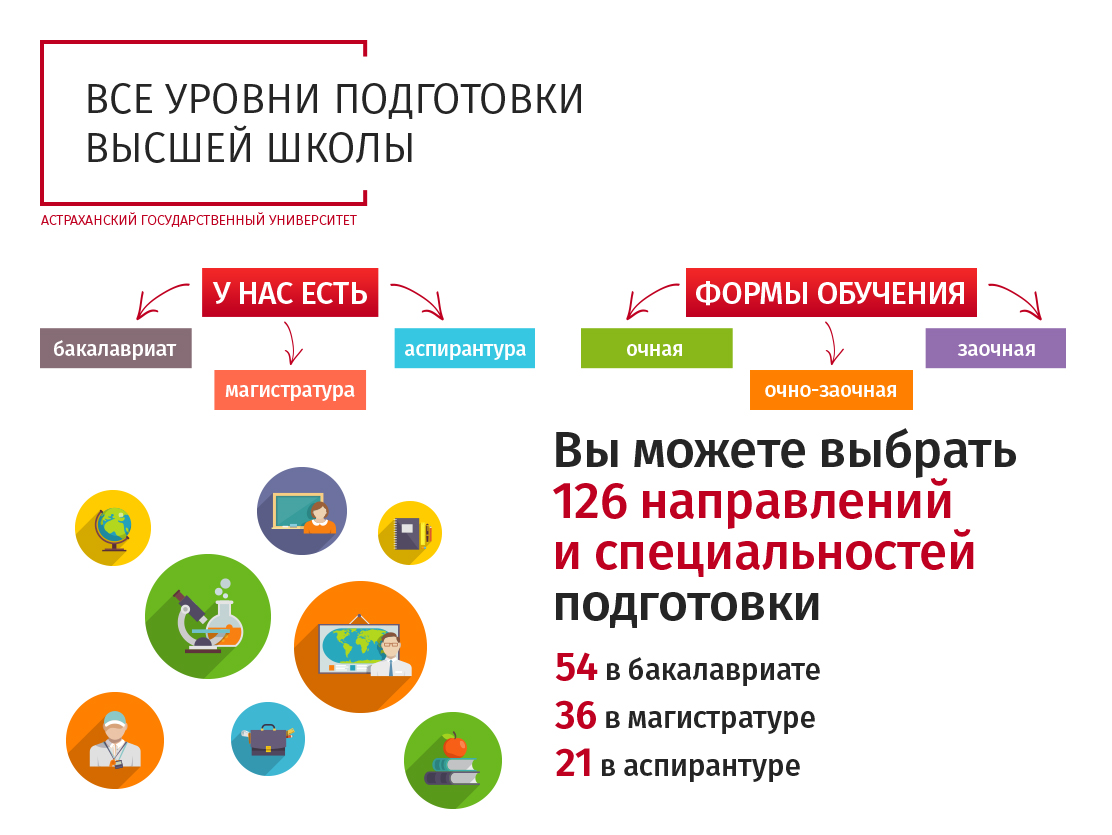 ВСЕ УРОВНИ ПОДГОТОВКИ
ВЫСШЕЙ ШКОЛЫ
АСТРАХАНСКИЙ ГОСУДАРСТВЕННЫЙ УНИВЕРСИТЕТ
У НАС ЕСТЬ
бакалавриат
магистратура
аспирантура
ФОРМЫ ОБУЧЕНИЯ
очная
очно-заочная
заочная
Вы можете выбрать
126 направлений
и специальностей
подготовки
54 в бакалавриате
36 в магистратуре
21 в аспирантуре